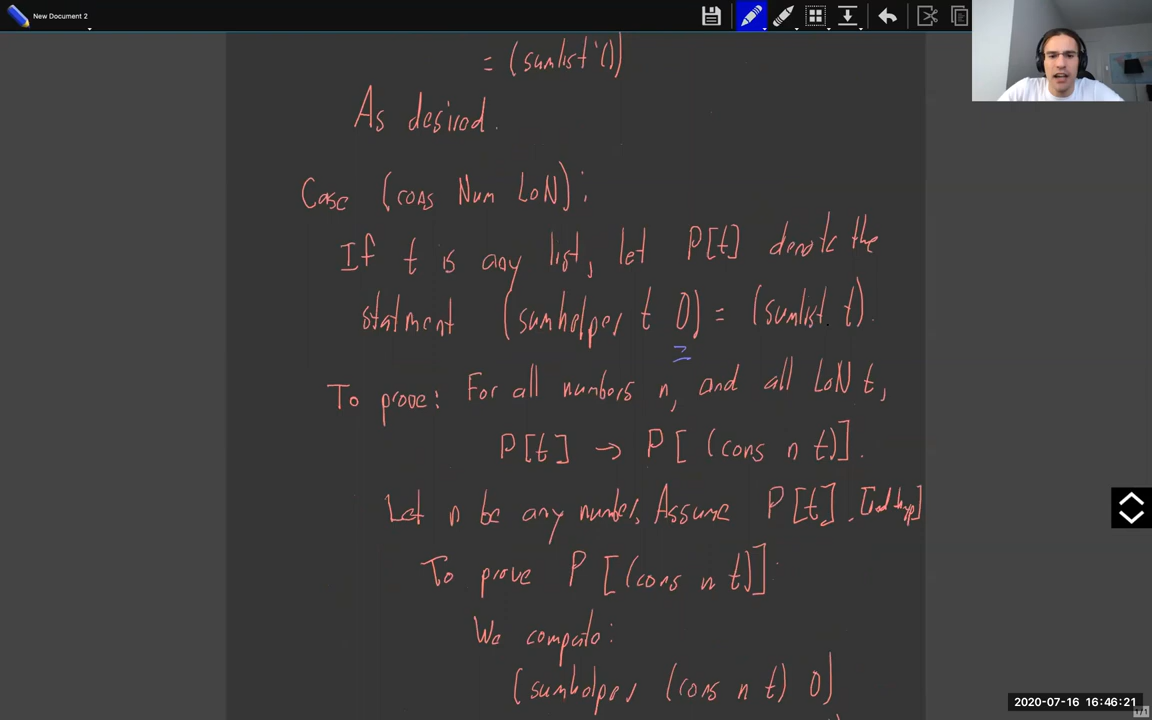 New Document 2
= (sumlist '())
As desired.
Case (cons Num LoN):
If t is any list, let P[t] denote the
statment (sumhelper t 0) = (sumlist t).
To prove: For all numbers n, and all LoN t,
P[t] → P[ (cons n t)].
Let n be any number. Assume P[t]. [ind hyp]
To prove P[(cons n t)]:
We compute:
(sumhelper (cons n t) 0)
2020-07-16 16:46:21